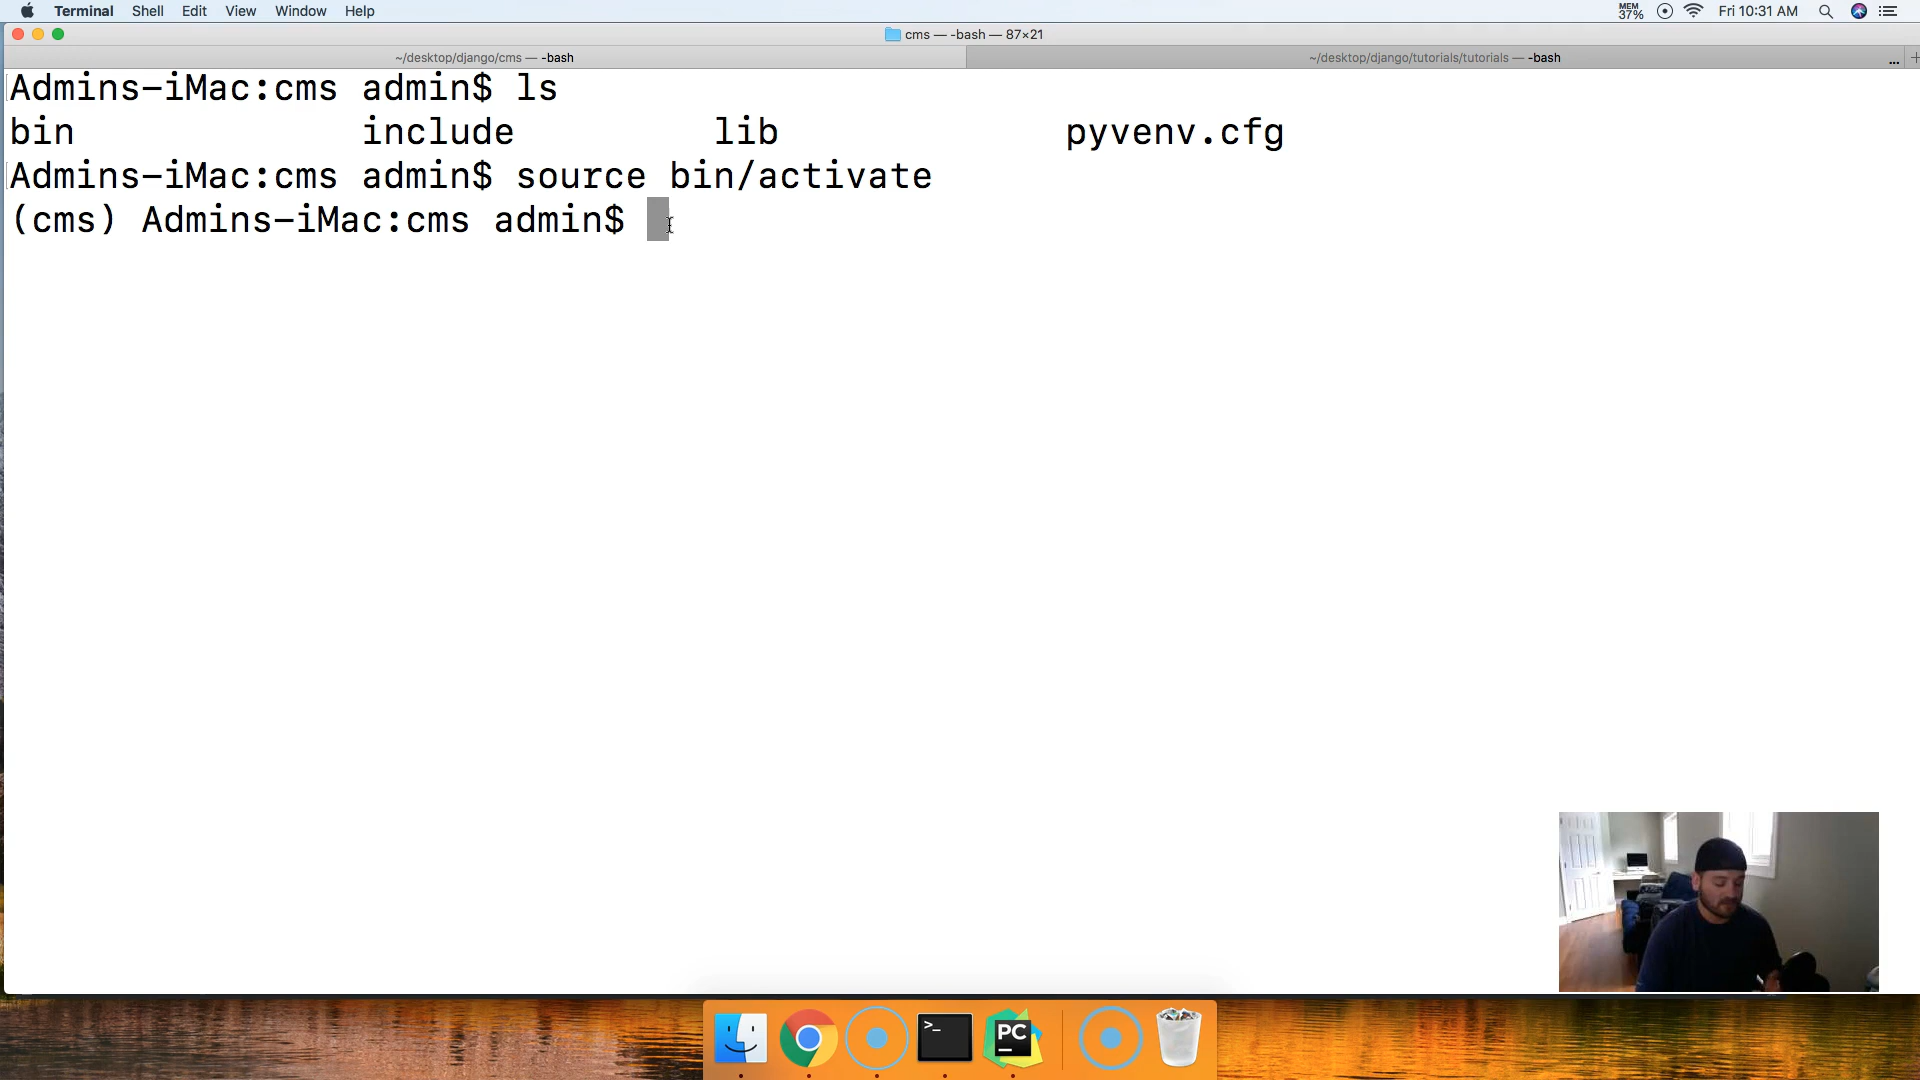 Terminal Shell Edit View Window Help MEM 37% Fri 10:31 AM
cms — -bash — 87×21
~/desktop/django/cms — -bash ~/desktop/django/tutorials/tutorials — -bash ... +
Admins-iMac:cms admin$ ls
bin include lib pyvenv.cfg
Admins-iMac:cms admin$ source bin/activate
(cms) Admins-iMac:cms admin$
>_ PC